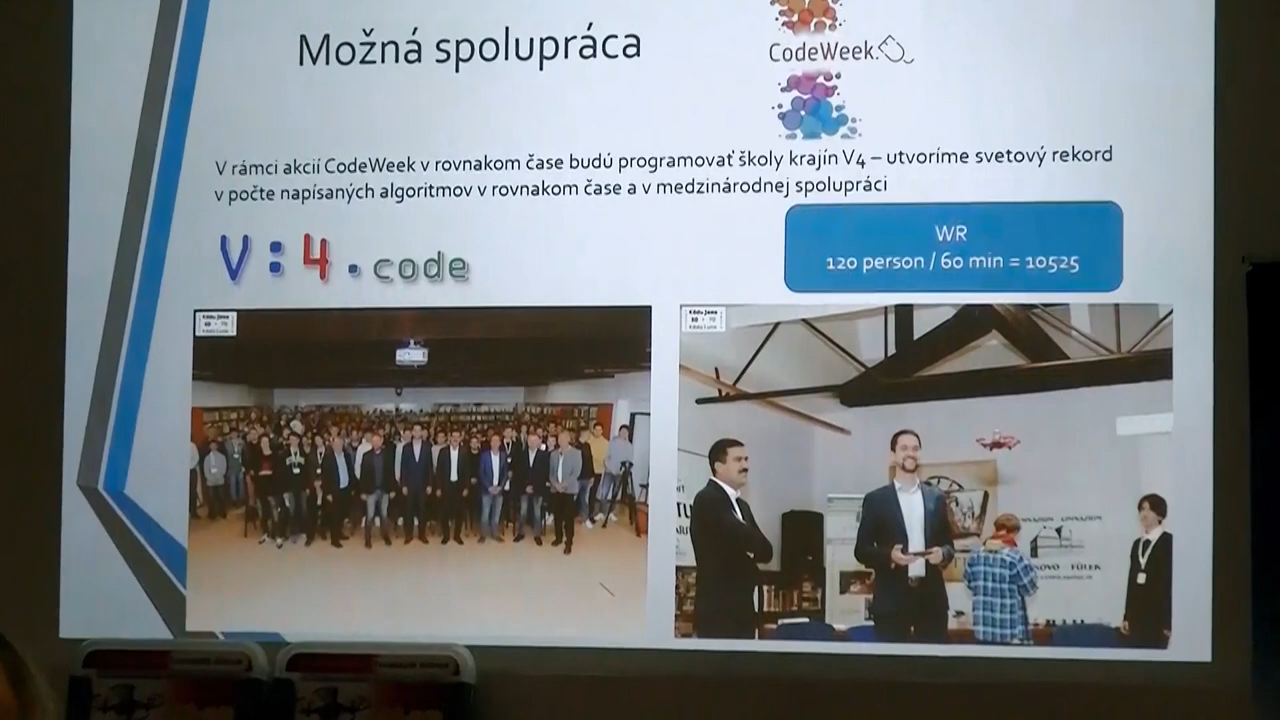 Možná spolupráca
CodeWeek
V rámci akcií CodeWeek v rovnakom čase budú programovať školy krajín V4 – utvoríme svetový rekord
v počte napísaných algoritmov v rovnakom čase a v medzinárodnej spolupráci
V:4.code
WR
120 person / 60 min = 10525
FÜLEK